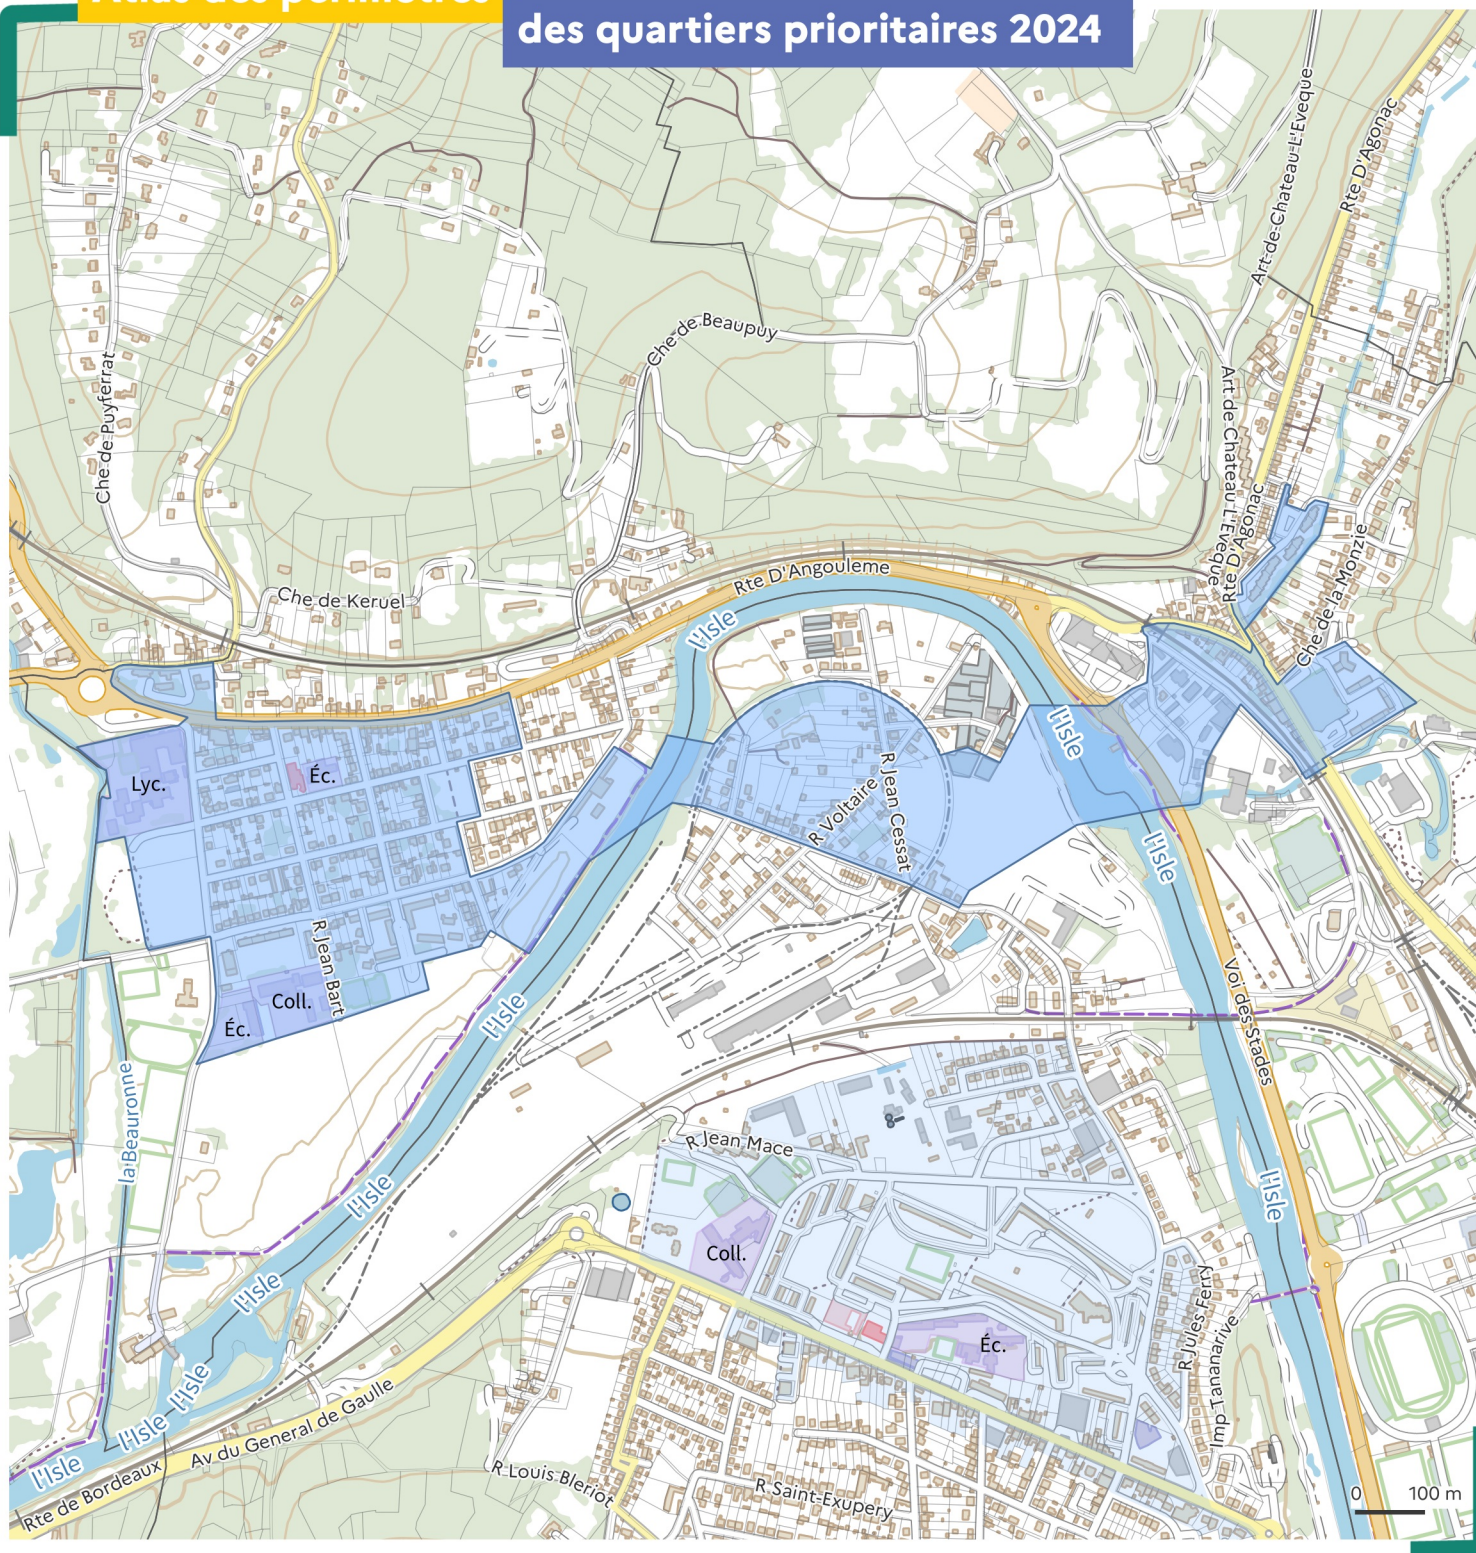 Atlas des périmètres
des quartiers prioritaires 2024
Rte D'Agonac
Art de Chateau L'Eveque
Che de Beaupuy
Che de Puyferrat
Art de Chateau L'Eveque
Rte D'Agonac
Che de la Monzie
Rte D'Angouleme
Che de Keruel
l'Isle
l'Isle
Lyc.
Éc.
R Jean Cessat
R Voltaire
l'Isle
R Jean Bart
Coll.
Éc.
l'Isle
Voi des Stades
la Beauronne
R Jean Mace
l'Isle
l'Isle
Coll.
l'Isle
R Jules Ferry
Imp Tananarive
Éc.
l'Isle
l'Isle
l'Isle
Av du General de Gaulle
Rte de Bordeaux
R Louis Bleriot
R Saint-Exupery
0 100 m